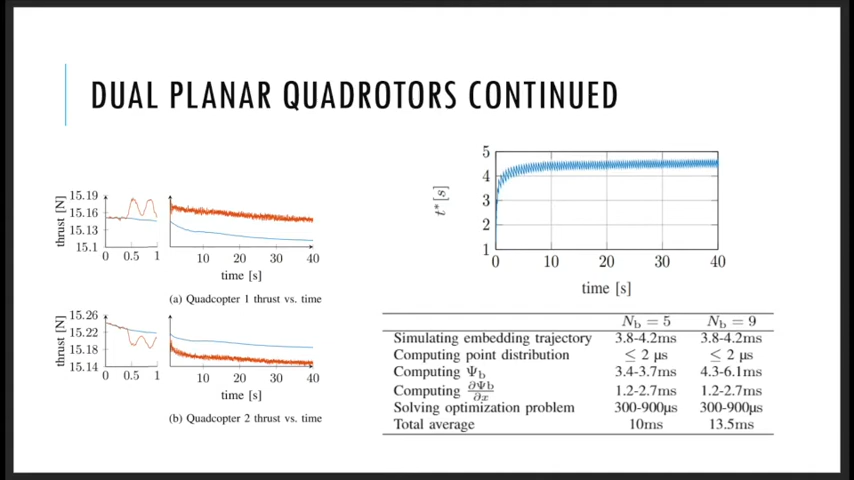 DUAL PLANAR QUADROTORS CONTINUED
thrust [N]
15.19
15.16
15.13
15.1
0 0.5 1 10 20 30 40
time [s]
(a) Quadcopter 1 thrust vs. time
thrust [N]
15.26
15.22
15.18
15.14
0 0.5 1 10 20 30 40
time [s]
(b) Quadcopter 2 thrust vs. time
t* [s]
5
4
3
2
1
0 10 20 30 40
time [s]
N_b = 5 N_b = 9
Simulating embedding trajectory 3.8-4.2ms 3.8-4.2ms
Computing point distribution ≤ 2 µs ≤ 2 µs
Computing Ψ_b 3.4-3.7ms 4.3-6.1ms
Computing ∂Ψ_b/∂x 1.2-2.7ms 1.2-2.7ms
Solving optimization problem 300-900µs 300-900µs
Total average 10ms 13.5ms